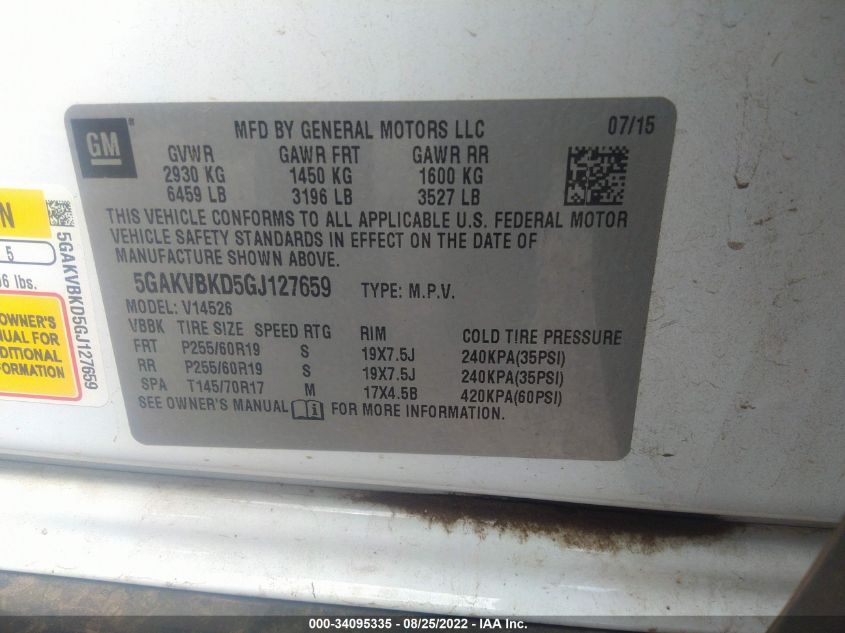 GM
MFD BY GENERAL MOTORS LLC 07/15
GVWR GAWR FRT GAWR RR
2930 KG 1450 KG 1600 KG
6459 LB 3196 LB 3527 LB
THIS VEHICLE CONFORMS TO ALL APPLICABLE U.S. FEDERAL MOTOR
VEHICLE SAFETY STANDARDS IN EFFECT ON THE DATE OF
MANUFACTURE SHOWN ABOVE.
5GAKVBKD5GJ127659 TYPE: M.P.V.
MODEL: V14526
VBBK TIRE SIZE SPEED RTG RIM COLD TIRE PRESSURE
FRT P255/60R19 S 19X7.5J 240KPA(35PSI)
RR P255/60R19 S 19X7.5J 240KPA(35PSI)
SPA T145/70R17 M 17X4.5B 420KPA(60PSI)
SEE OWNER'S MANUAL FOR MORE INFORMATION.
5
lbs.
OWNER'S
FOR
5GAKVBKD5GJ127659
000-34095335 - 08/25/2022 - IAA Inc.